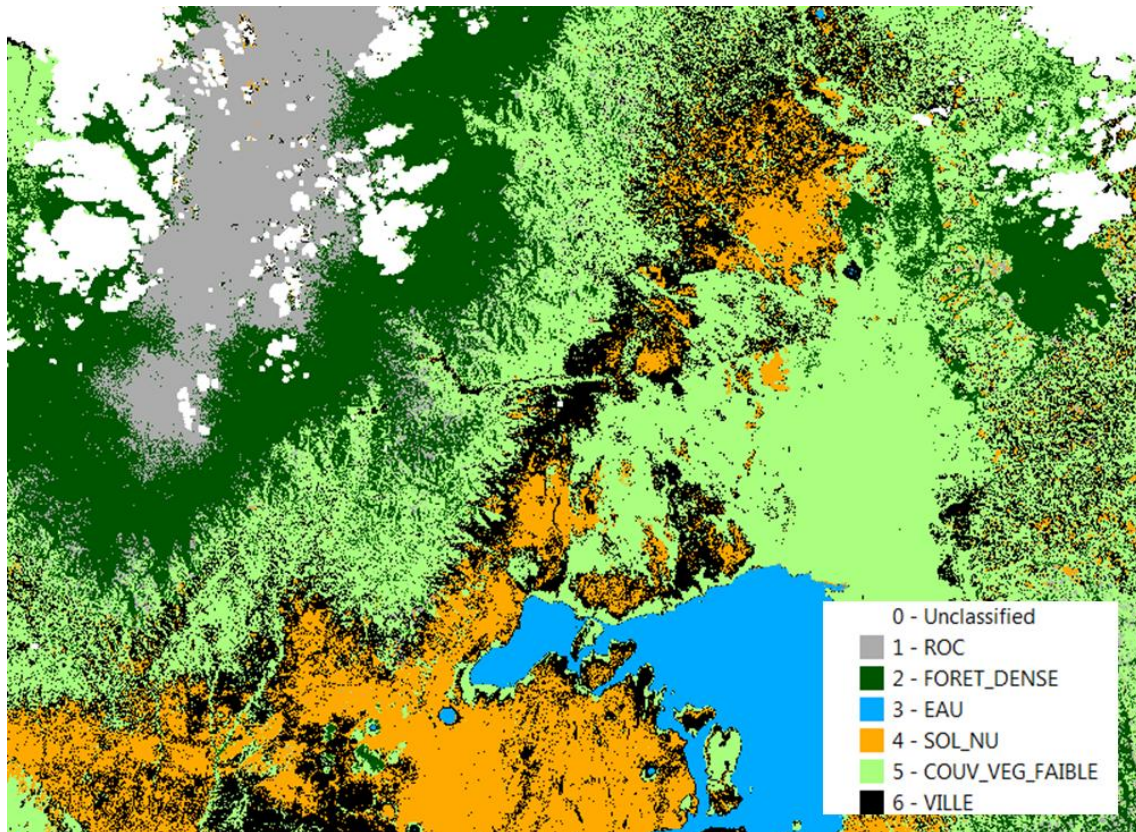 0 - Unclassified
1 - ROC
2 - FORET_DENSE
3 - EAU
4 - SOL_NU
5 - COUV_VEG_FAIBLE
6 - VILLE